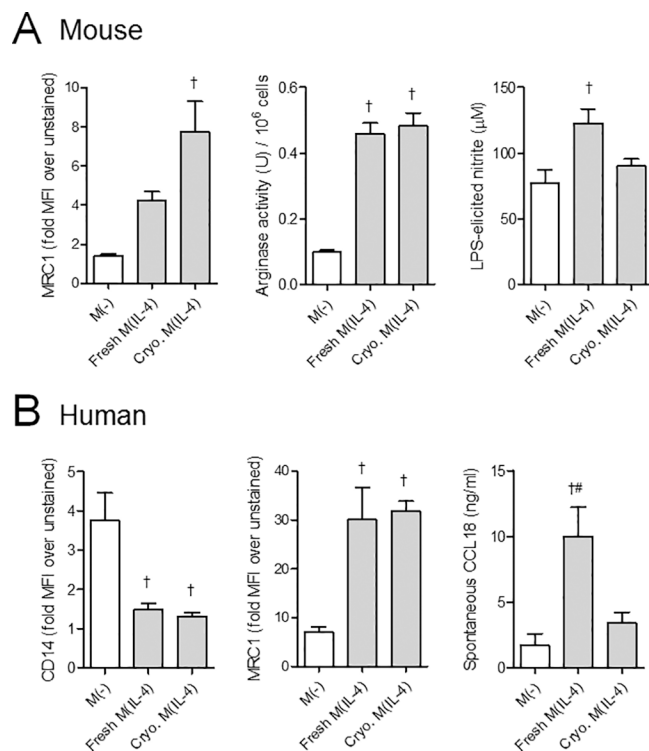 A Mouse
MRC1 (fold MFI over unstained)
10
8
6
4
2
0
†
M(-)
Fresh M(IL-4)
Cryo. M(IL-4)
Arginase activity (U) / 10⁶ cells
0.6
0.4
0.2
0.0
†
†
M(-)
Fresh M(IL-4)
Cryo. M(IL-4)
LPS-elicited nitrite (μM)
150
100
50
0
†
M(-)
Fresh M(IL-4)
Cryo. M(IL-4)
B Human
CD14 (fold MFI over unstained)
5
4
3
2
1
0
†
†
M(-)
Fresh M(IL-4)
Cryo. M(IL-4)
MRC1 (fold MFI over unstained)
40
30
20
10
0
†
†
M(-)
Fresh M(IL-4)
Cryo. M(IL-4)
Spontaneous CCL18 (ng/ml)
15
10
5
0
†#
M(-)
Fresh M(IL-4)
Cryo. M(IL-4)